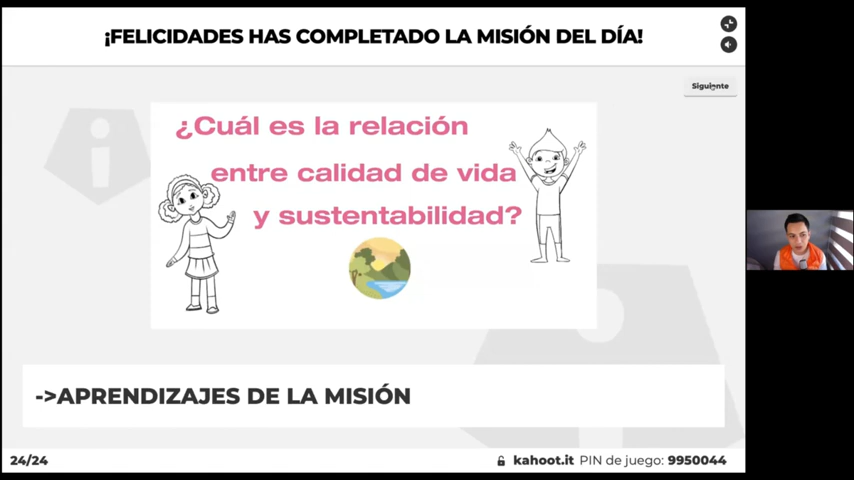 ¡FELICIDADES HAS COMPLETADO LA MISIÓN DEL DÍA!
Siguiente
¿Cuál es la relación
entre calidad de vida
y sustentabilidad?
->APRENDIZAJES DE LA MISIÓN
24/24
kahoot.it PIN de juego: 9950044